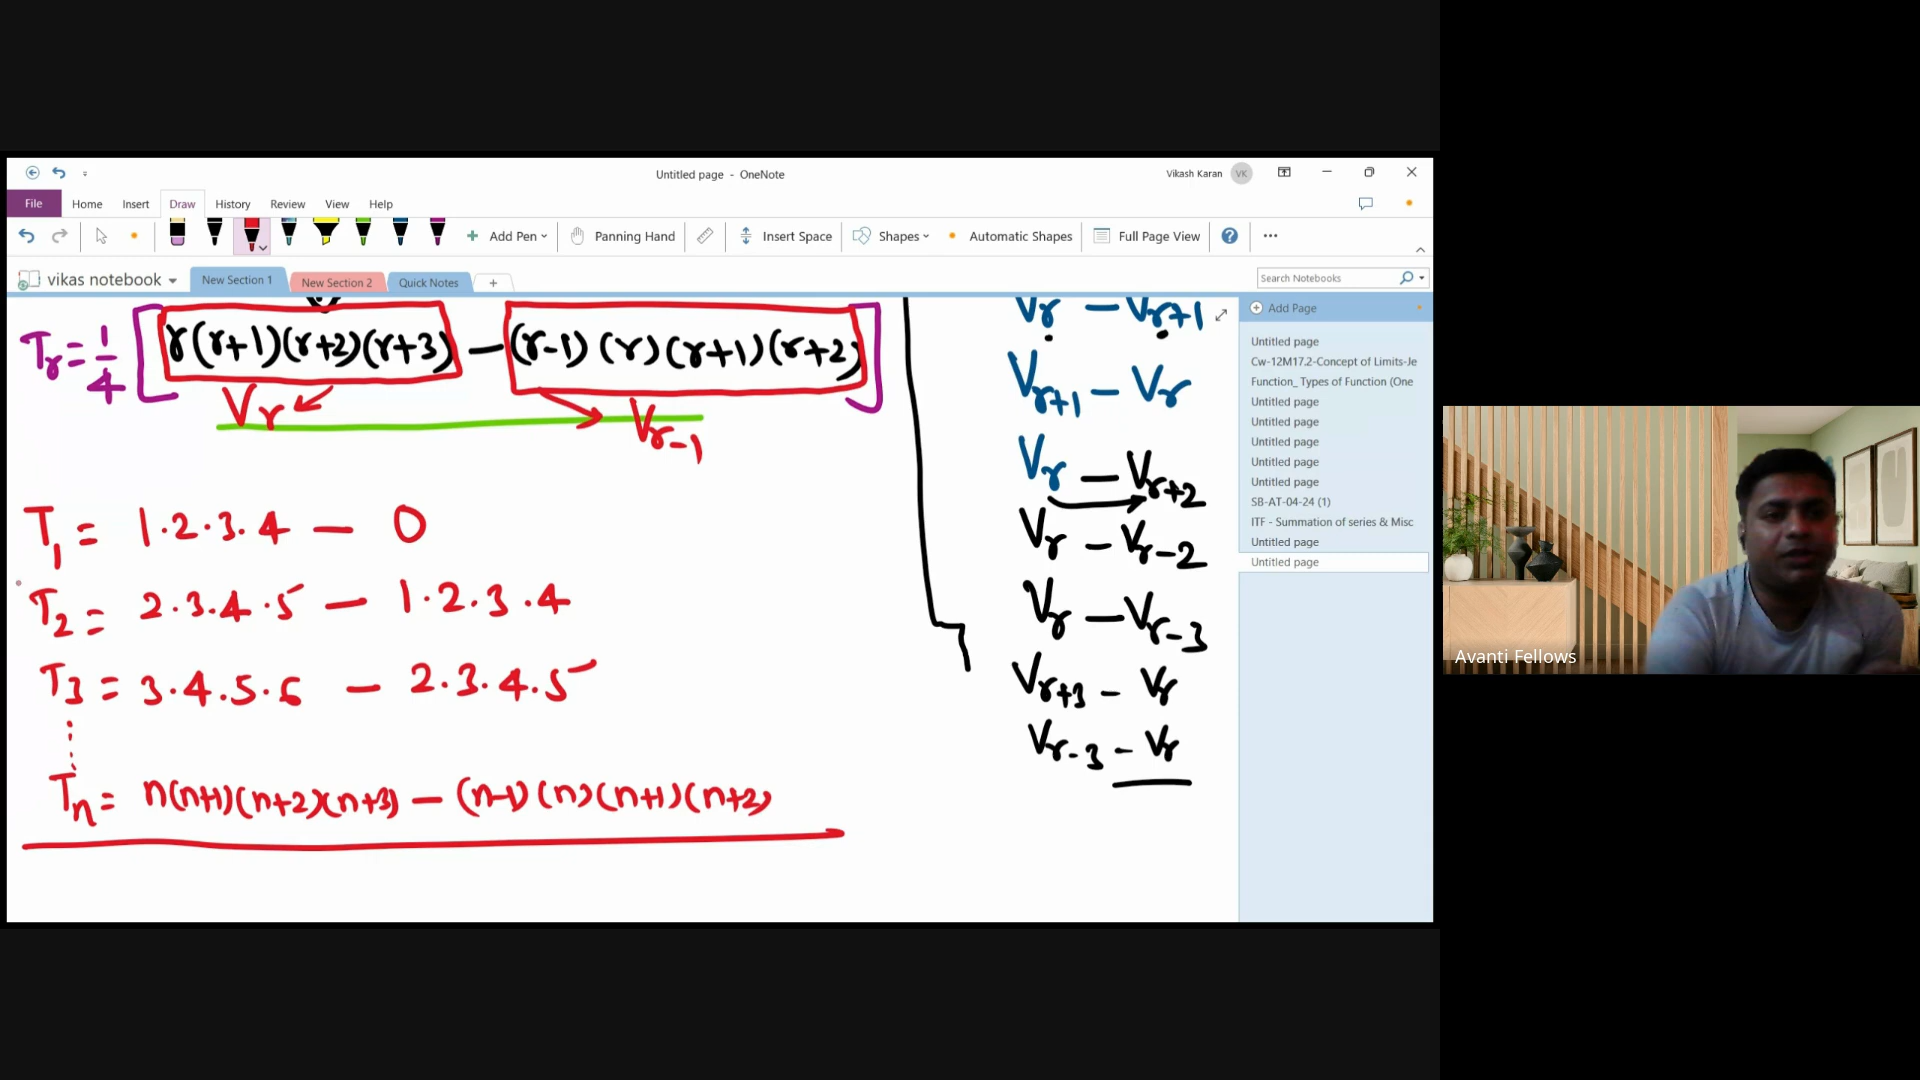 Untitled page - OneNote
Vikash Karan VK
File Home Insert Draw History Review View Help
Add Pen Panning Hand Insert Space Shapes Automatic Shapes Full Page View
vikas notebook New Section 1 New Section 2 Quick Notes
Search Notebooks
Tr = 1/4 [r(r+1)(r+2)(r+3) — (r-1)(r)(r+1)(r+2)]
Vr
Vr-1
T1 = 1·2·3·4 — 0
T2 = 2·3·4·5 — 1·2·3·4
T3 = 3·4·5·6 — 2·3·4·5
Tn = n(n+1)(n+2)(n+3) — (n-1)(n)(n+1)(n+2)
Vr — Vr+1
Vr+1 — Vr
Vr — Vr+2
Vr — Vr-2
Vr — Vr-3
Vr+3 — Vr
Vr-3 — Vr
Add Page
Untitled page
Cw-12M17.2-Concept of Limits-Je
Function_ Types of Function (One
Untitled page
Untitled page
Untitled page
Untitled page
Untitled page
SB-AT-04-24 (1)
ITF - Summation of series & Misc
Untitled page
Untitled page
Avanti Fellows